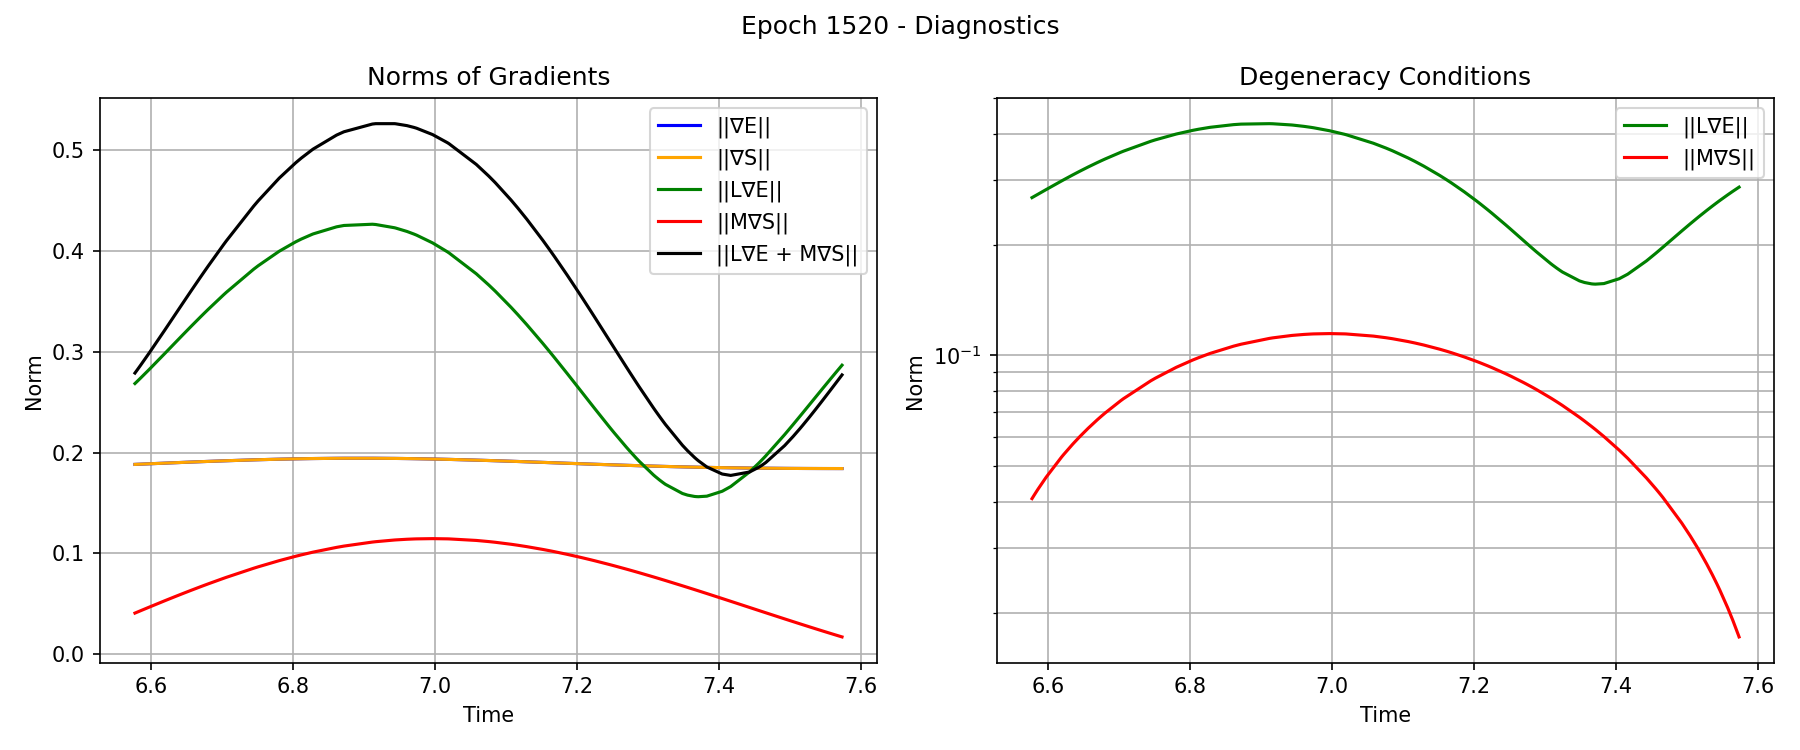 Epoch 1520 - Diagnostics
Norms of Gradients
Norm
0.5
0.4
0.3
0.2
0.1
0.0
||∇E||
||∇S||
||L∇E||
||M∇S||
||L∇E + M∇S||
6.6 6.8 7.0 7.2 7.4 7.6
Time
Degeneracy Conditions
Norm
10⁻¹
||L∇E||
||M∇S||
6.6 6.8 7.0 7.2 7.4 7.6
Time